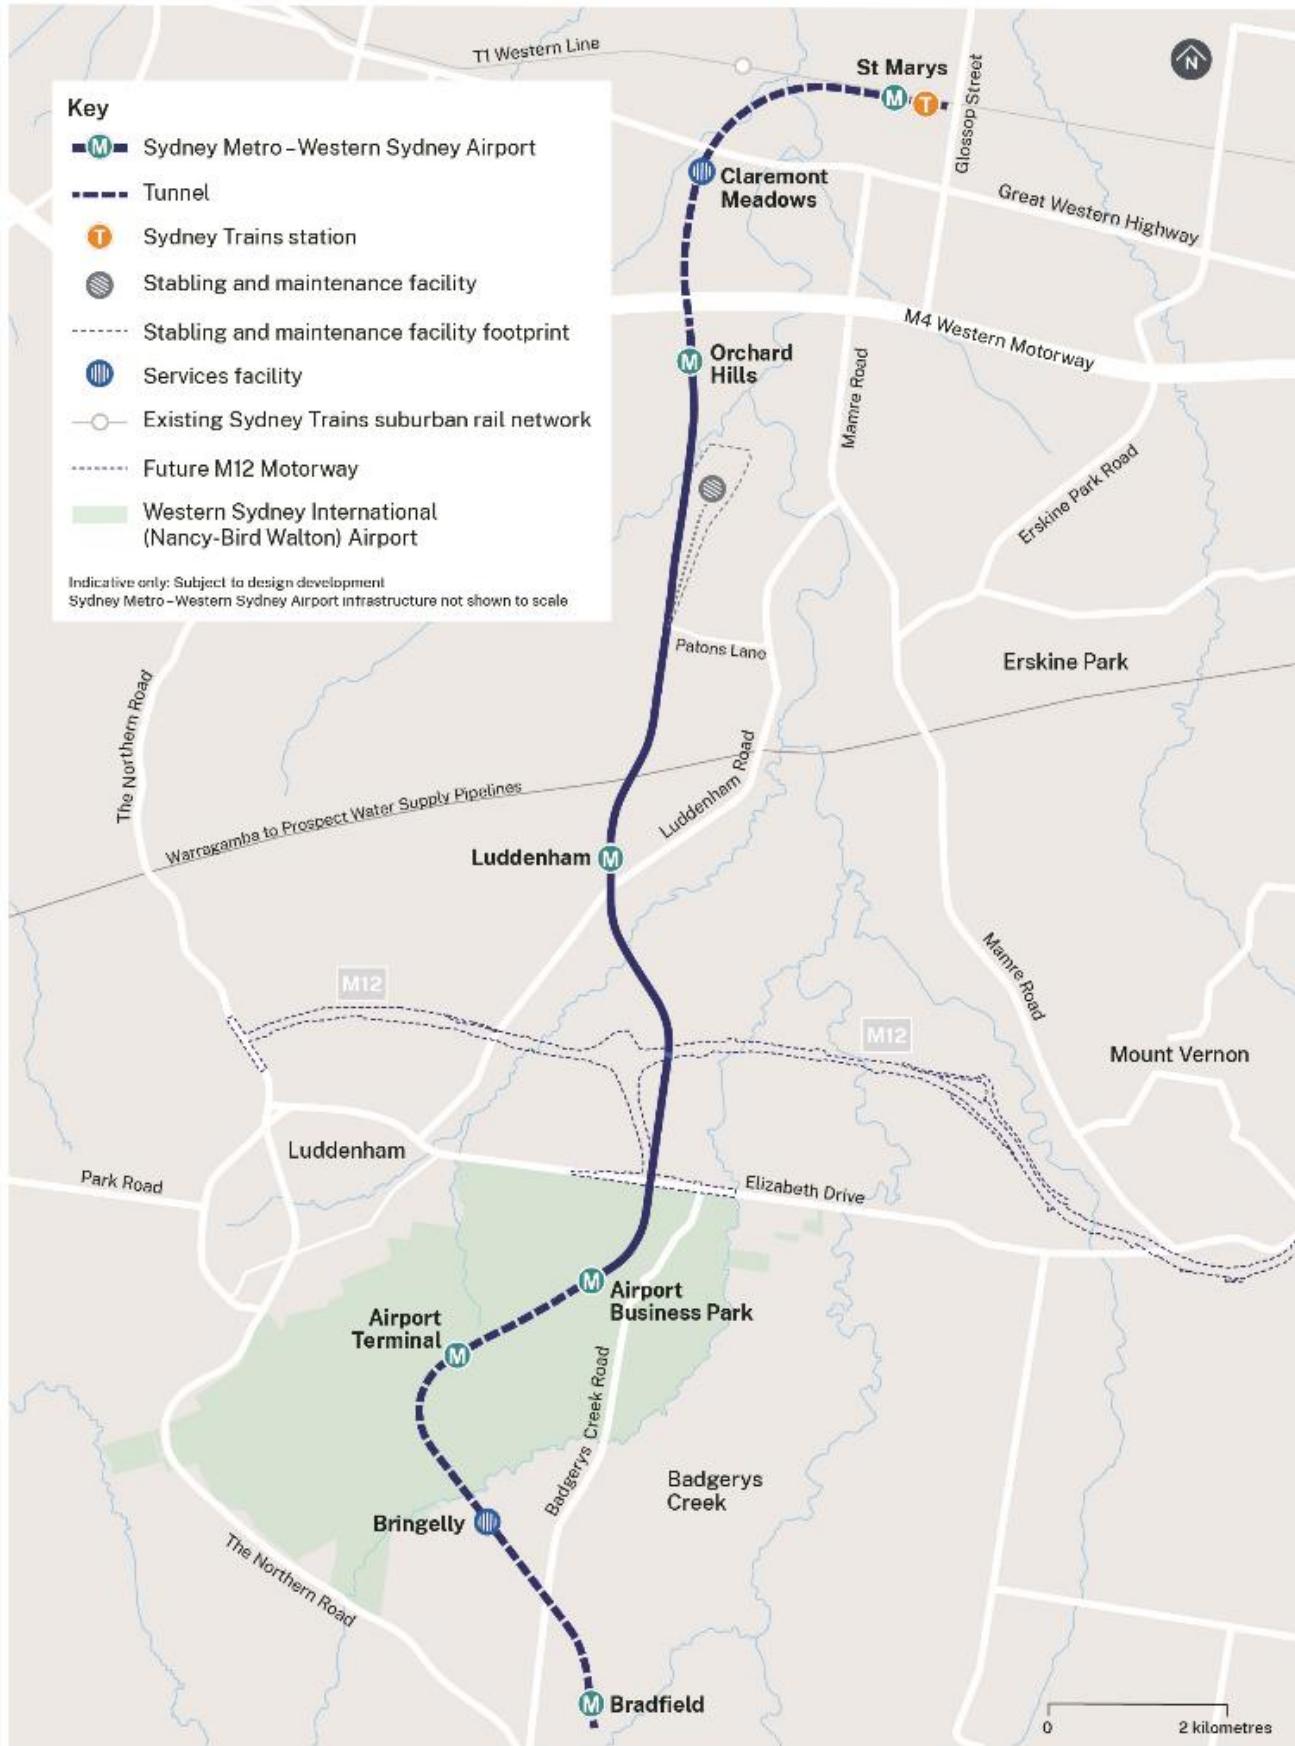 T1 Western Line
St Marys
N
M
T
Glossop Street
Key
M
Sydney Metro – Western Sydney Airport
Tunnel
T
Sydney Trains station
Stabling and maintenance facility
Stabling and maintenance facility footprint
Services facility
Existing Sydney Trains suburban rail network
Future M12 Motorway
Western Sydney International
(Nancy-Bird Walton) Airport
Indicative only: Subject to design development
Sydney Metro – Western Sydney Airport infrastructure not shown to scale
Claremont
Meadows
Great Western Highway
M4 Western Motorway
M
Orchard
Hills
Mamre Road
Erskine Park Road
Patons Lane
Erskine Park
The Northern Road
Luddenham Road
Warragamba to Prospect Water Supply Pipelines
Luddenham
M
Mamre Road
M12
M12
Mount Vernon
Luddenham
Park Road
Elizabeth Drive
M
Airport
Business Park
Airport
Terminal
M
Badgerys Creek Road
Badgerys
Creek
Bringelly
The Northern Road
M
Bradfield
0
2 kilometres